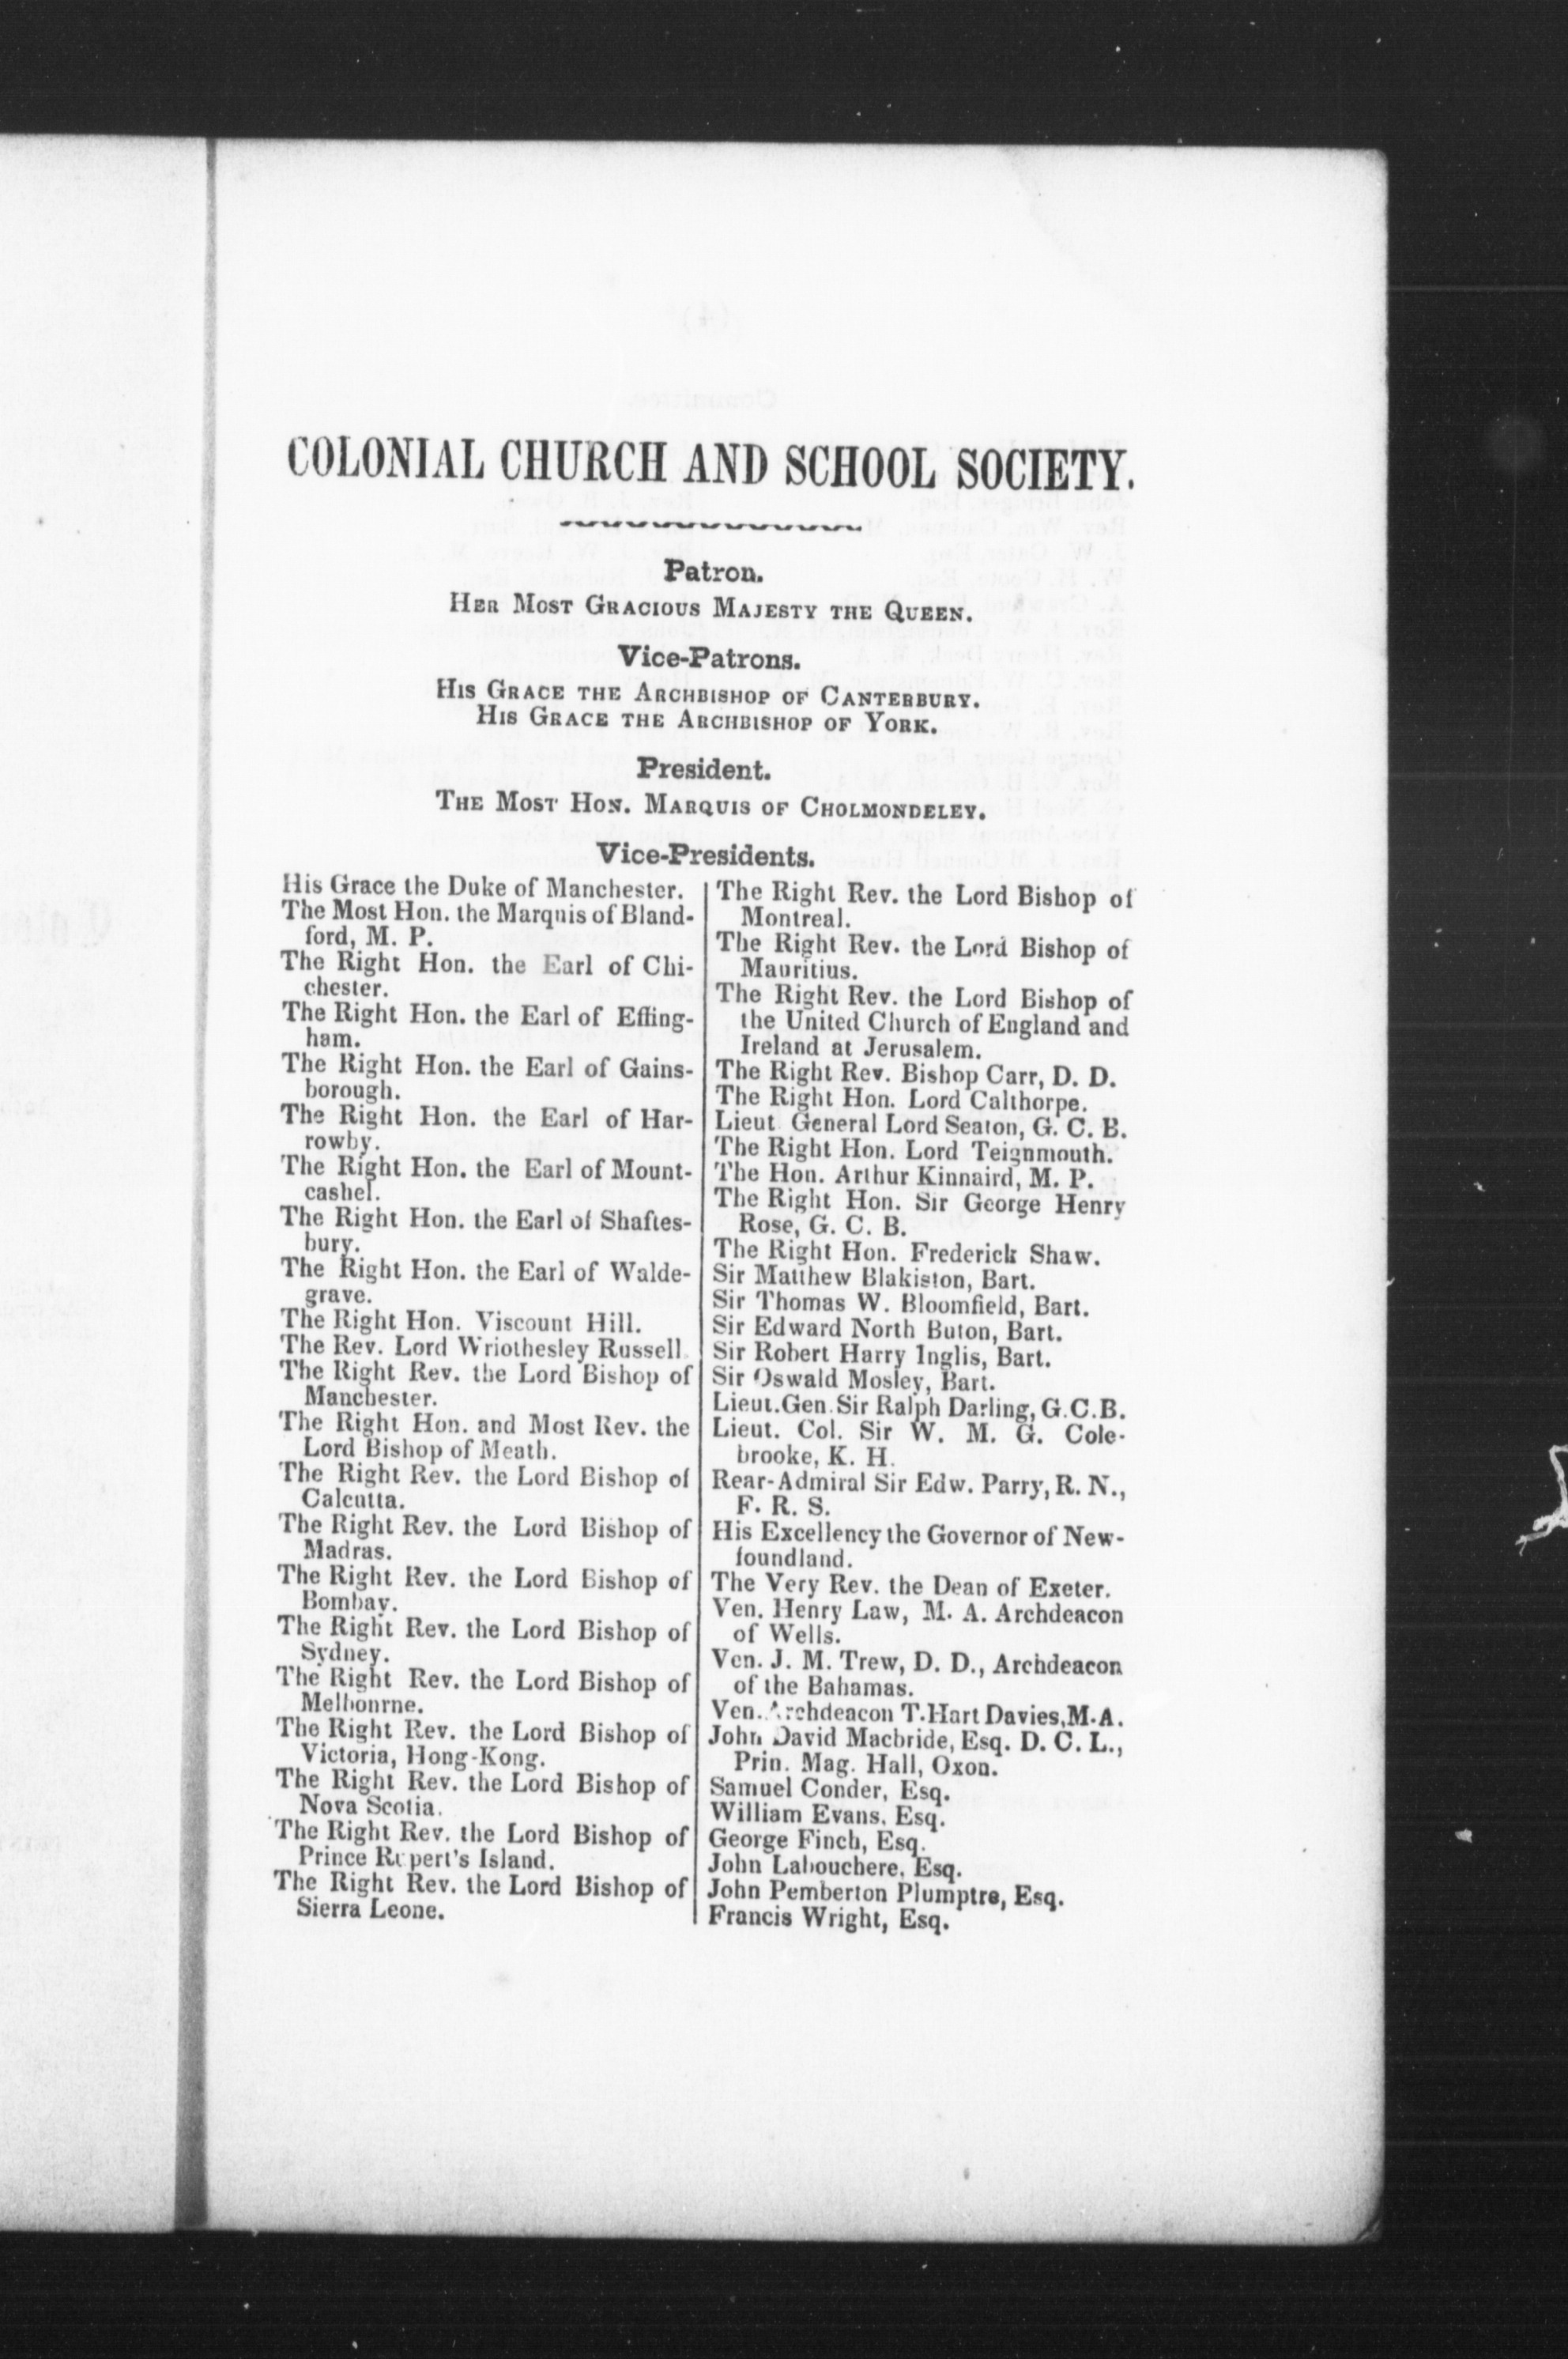 COLONIAL CHURCH AND SCHOOL SOCIETY.
Patron.
HER MOST GRACIOUS MAJESTY THE QUEEN.
Vice-Patrons.
HIS GRACE THE ARCHBISHOP OF CANTERBURY.
HIS GRACE THE ARCHBISHOP OF YORK.
President.
THE MOST HON. MARQUIS OF CHOLMONDELEY.
Vice-Presidents.
His Grace the Duke of Manchester.
The Most Hon. the Marquis of Bland-
ford, M. P.
The Right Hon. the Earl of Chi-
chester.
The Right Hon. the Earl of Effing-
ham.
The Right Hon. the Earl of Gains-
borough.
The Right Hon. the Earl of Har-
rowby.
The Right Hon. the Earl of Mount-
cashel.
The Right Hon. the Earl of Shaftes-
bury.
The Right Hon. the Earl of Walde-
grave.
The Right Hon. Viscount Hill.
The Rev. Lord Wriothesley Russell.
The Right Rev. the Lord Bishop of
Manchester.
The Right Hon. and Most Rev. the
Lord Bishop of Meath.
The Right Rev. the Lord Bishop of
Calcutta.
The Right Rev. the Lord Bishop of
Madras.
The Right Rev. the Lord Bishop of
Bombay.
The Right Rev. the Lord Bishop of
Sydney.
The Right Rev. the Lord Bishop of
Melbonrne.
The Right Rev. the Lord Bishop of
Victoria, Hong-Kong.
The Right Rev. the Lord Bishop of
Nova Scotia.
The Right Rev. the Lord Bishop of
Prince Rupert's Island.
The Right Rev. the Lord Bishop of
Sierra Leone.
The Right Rev. the Lord Bishop of
Montreal.
The Right Rev. the Lord Bishop of
Mauritius.
The Right Rev. the Lord Bishop of
the United Church of England and
Ireland at Jerusalem.
The Right Rev. Bishop Carr, D. D.
The Right Hon. Lord Calthorpe.
Lieut General Lord Seaton, G. C. B.
The Right Hon. Lord Teignmouth.
The Hon. Arthur Kinnaird, M. P.
The Right Hon. Sir George Henry
Rose, G. C. B.
The Right Hon. Frederick Shaw.
Sir Matthew Blakiston, Bart.
Sir Thomas W. Bloomfield, Bart.
Sir Edward North Buton, Bart.
Sir Robert Harry Inglis, Bart.
Sir Oswald Mosley, Bart.
Lieut.Gen.Sir Ralph Darling, G.C.B.
Lieut. Col. Sir W. M. G. Cole-
brooke, K. H.
Rear-Admiral Sir Edw. Parry, R. N.,
F. R. S.
His Excellency the Governor of New-
foundland.
The Very Rev. the Dean of Exeter.
Ven. Henry Law, M. A. Archdeacon
of Wells.
Ven. J. M. Trew, D. D., Archdeacon
of the Bahamas.
Ven. Archdeacon T.Hart Davies,M.A.
John David Macbride, Esq. D. C. L.,
Prin. Mag. Hall, Oxon.
Samuel Conder, Esq.
William Evans, Esq.
George Finch, Esq.
John Labouchere, Esq.
John Pemberton Plumptre, Esq.
Francis Wright, Esq.